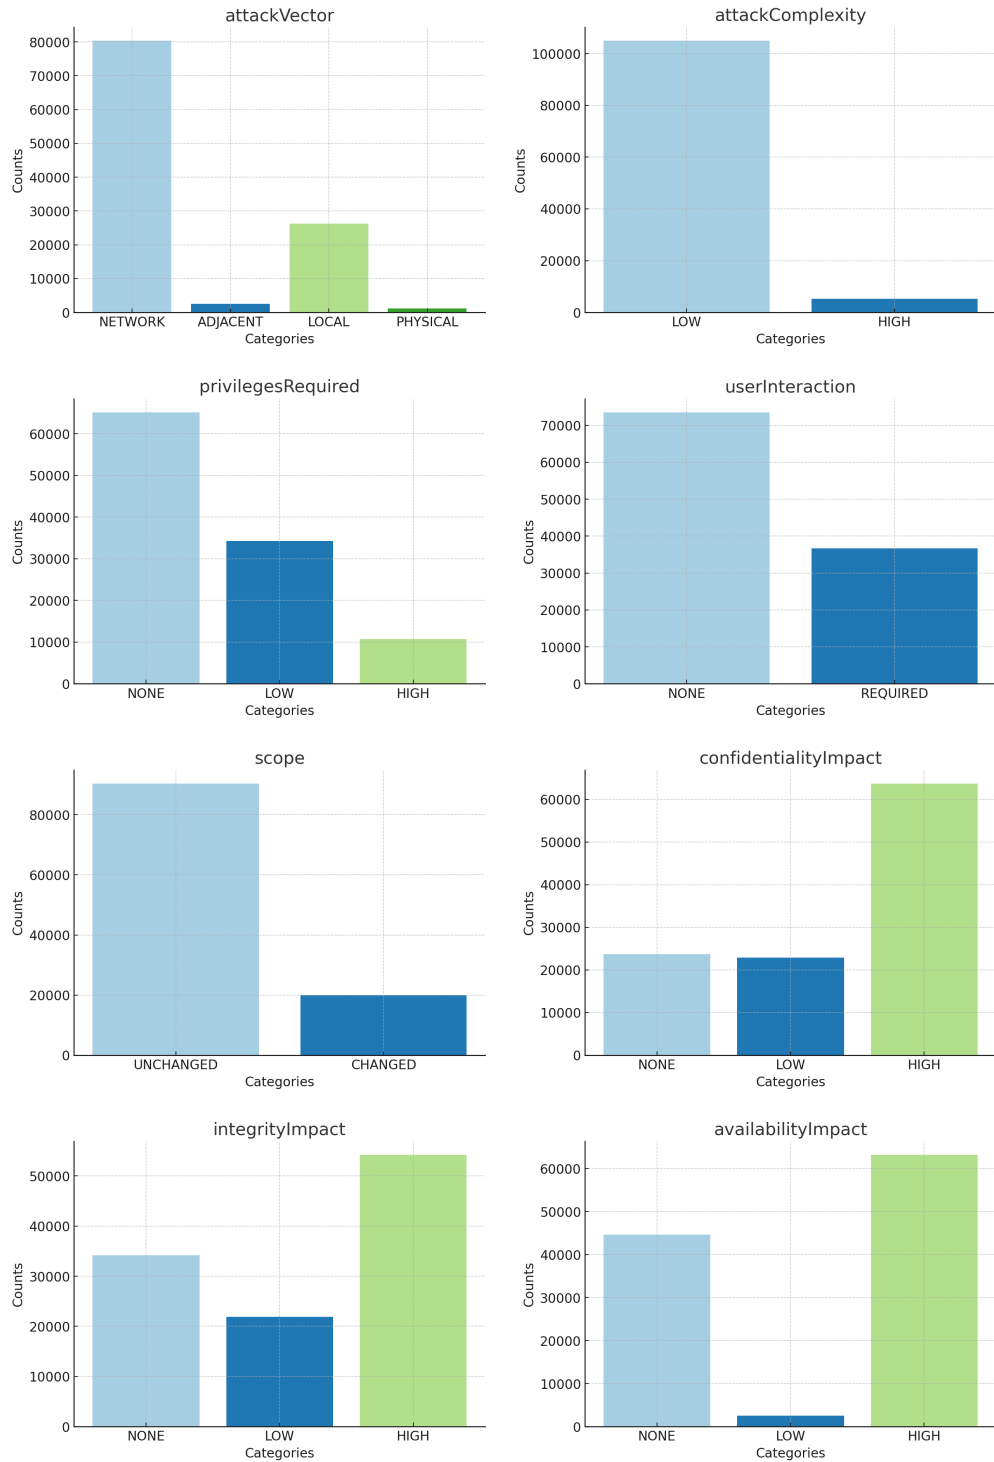 attackVector
80000
70000
60000
50000
40000
30000
20000
10000
0
Counts
NETWORK ADJACENT LOCAL PHYSICAL
Categories
attackComplexity
100000
80000
60000
40000
20000
0
Counts
LOW HIGH
Categories
privilegesRequired
60000
50000
40000
30000
20000
10000
0
Counts
NONE LOW HIGH
Categories
userInteraction
70000
60000
50000
40000
30000
20000
10000
0
Counts
NONE REQUIRED
Categories
scope
80000
60000
40000
20000
0
Counts
UNCHANGED CHANGED
Categories
confidentialityImpact
60000
50000
40000
30000
20000
10000
0
Counts
NONE LOW HIGH
Categories
integrityImpact
50000
40000
30000
20000
10000
0
Counts
NONE LOW HIGH
Categories
availabilityImpact
60000
50000
40000
30000
20000
10000
0
Counts
NONE LOW HIGH
Categories